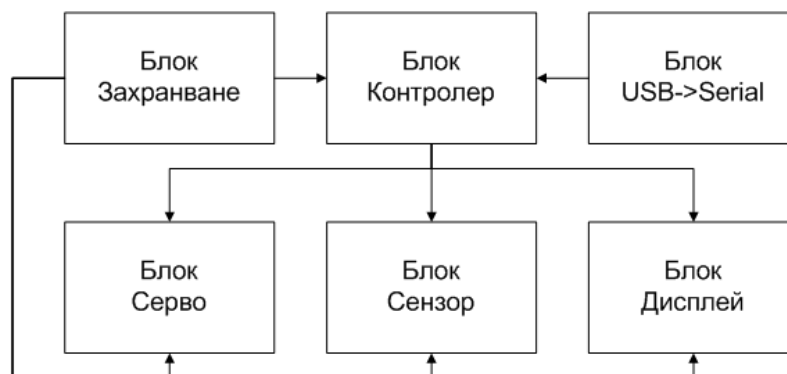 Блок
Захранване
Блок
Контролер
Блок
USB->Serial
Блок
Серво
Блок
Сензор
Блок
Дисплей